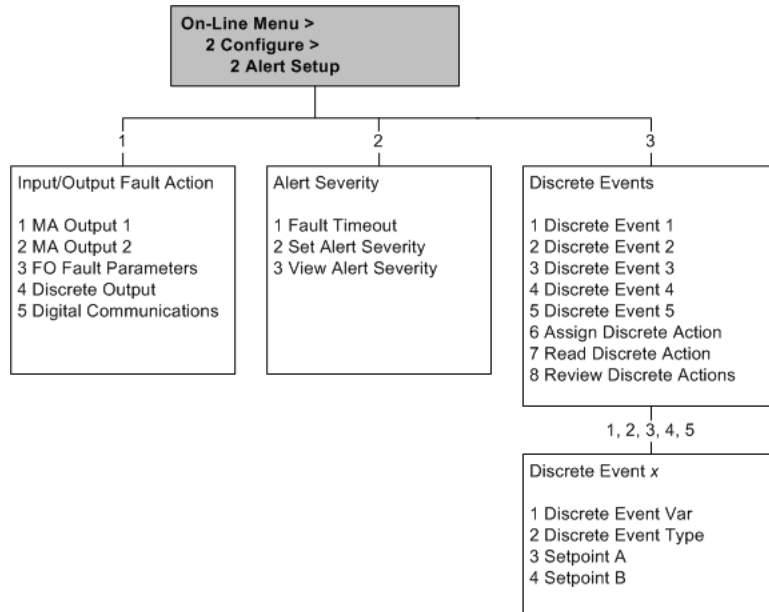 On-Line Menu >
2 Configure >
2 Alert Setup
1
2
3
Input/Output Fault Action
1 MA Output 1
2 MA Output 2
3 FO Fault Parameters
4 Discrete Output
5 Digital Communications
Alert Severity
1 Fault Timeout
2 Set Alert Severity
3 View Alert Severity
Discrete Events
1 Discrete Event 1
2 Discrete Event 2
3 Discrete Event 3
4 Discrete Event 4
5 Discrete Event 5
6 Assign Discrete Action
7 Read Discrete Action
8 Review Discrete Actions
1, 2, 3, 4, 5
Discrete Event x
1 Discrete Event Var
2 Discrete Event Type
3 Setpoint A
4 Setpoint B